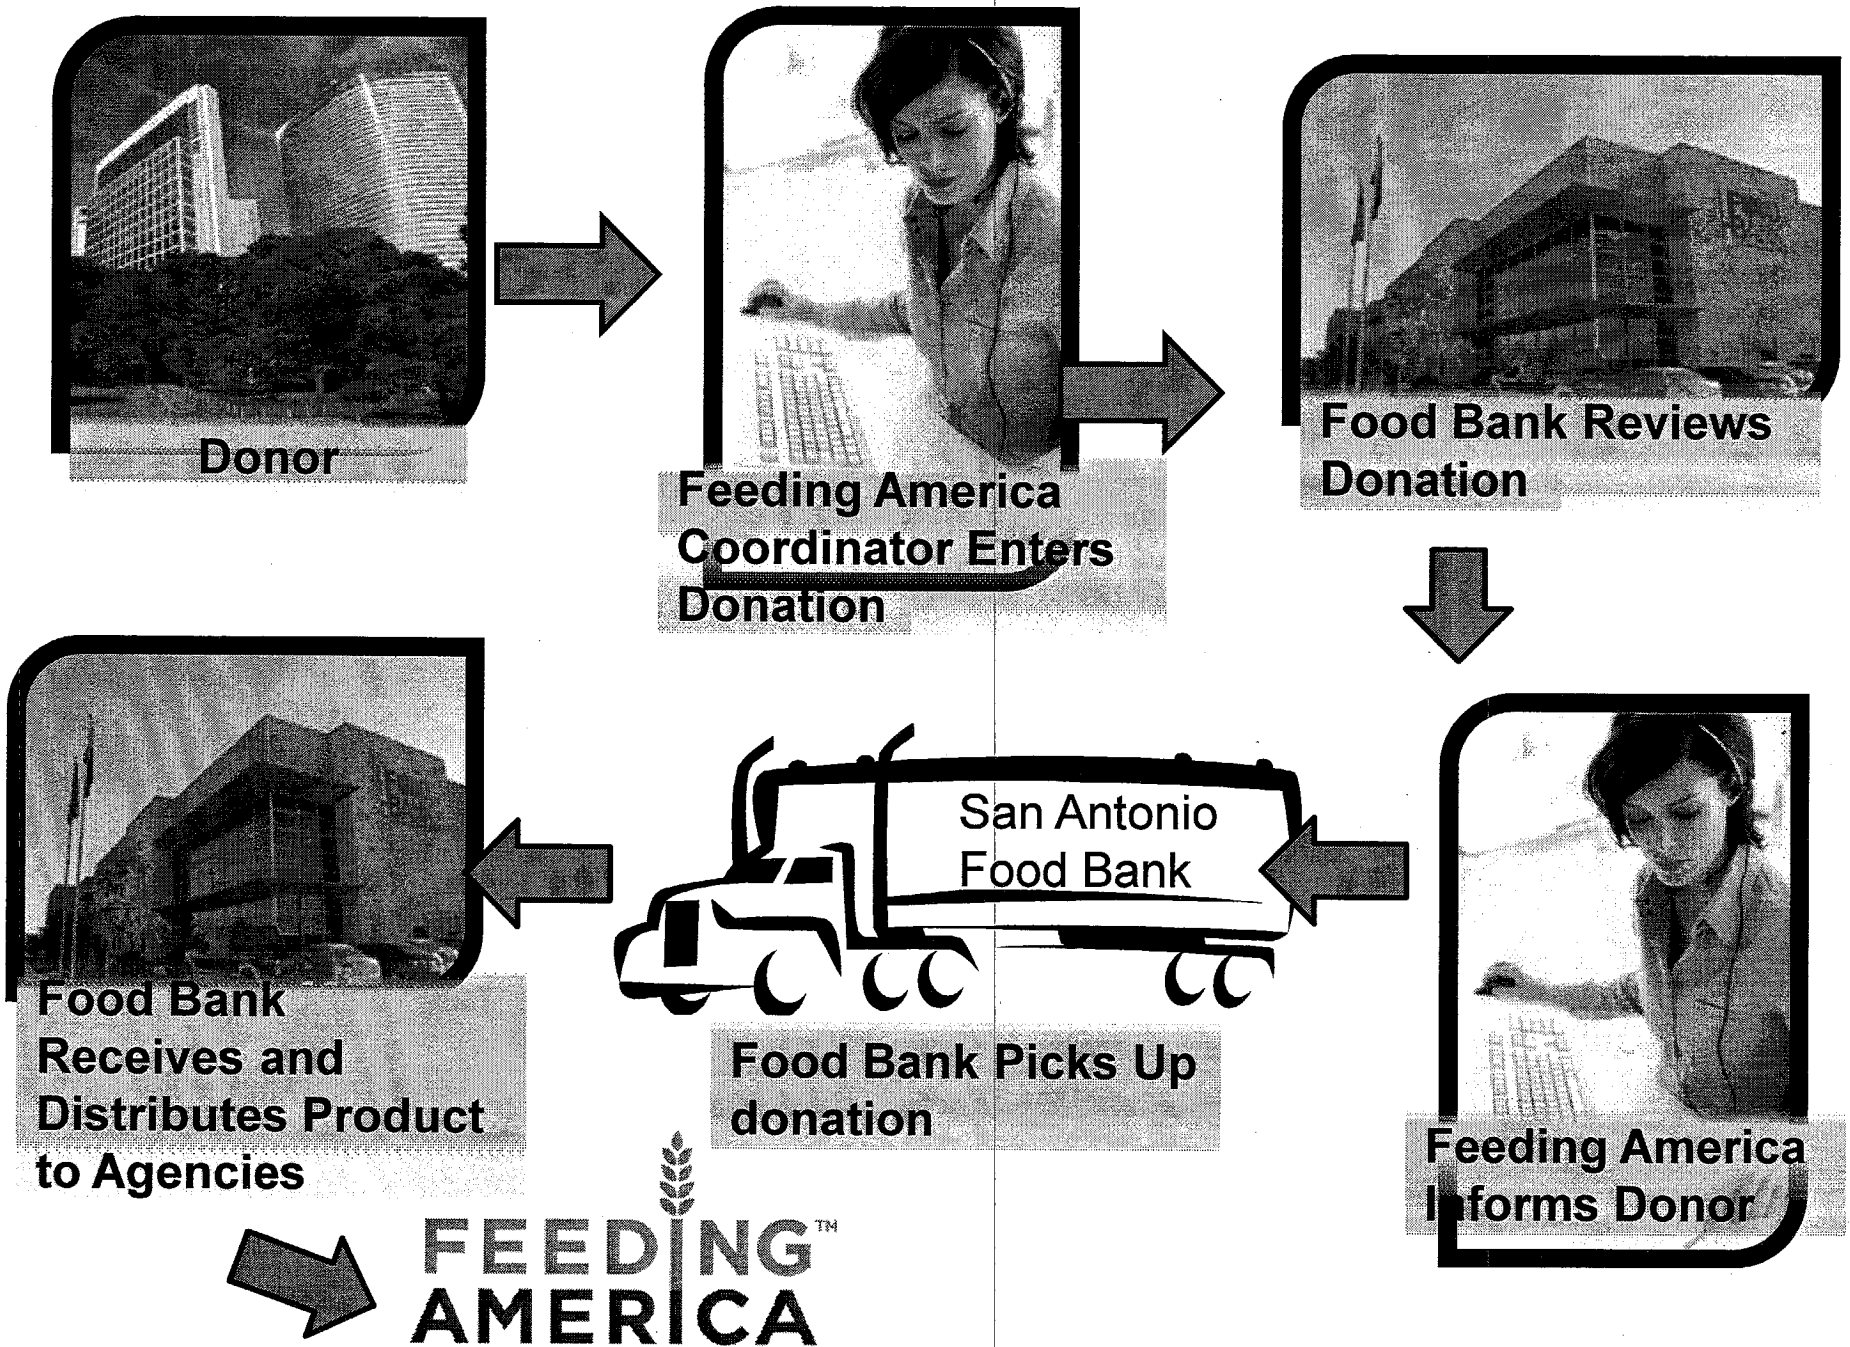 Donor
Feeding America
Coordinator Enters
Donation
Food Bank Reviews
Donation
Feeding America
Informs Donor
San Antonio
Food Bank
Food Bank Picks Up
donation
Food Bank
Receives and
Distributes Product
to Agencies
FEEDING™
AMERICA